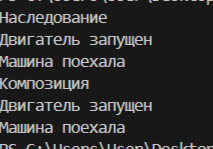 Наследование
Двигатель запущен
Машина поехала
Композиция
Двигатель запущен
Машина поехала